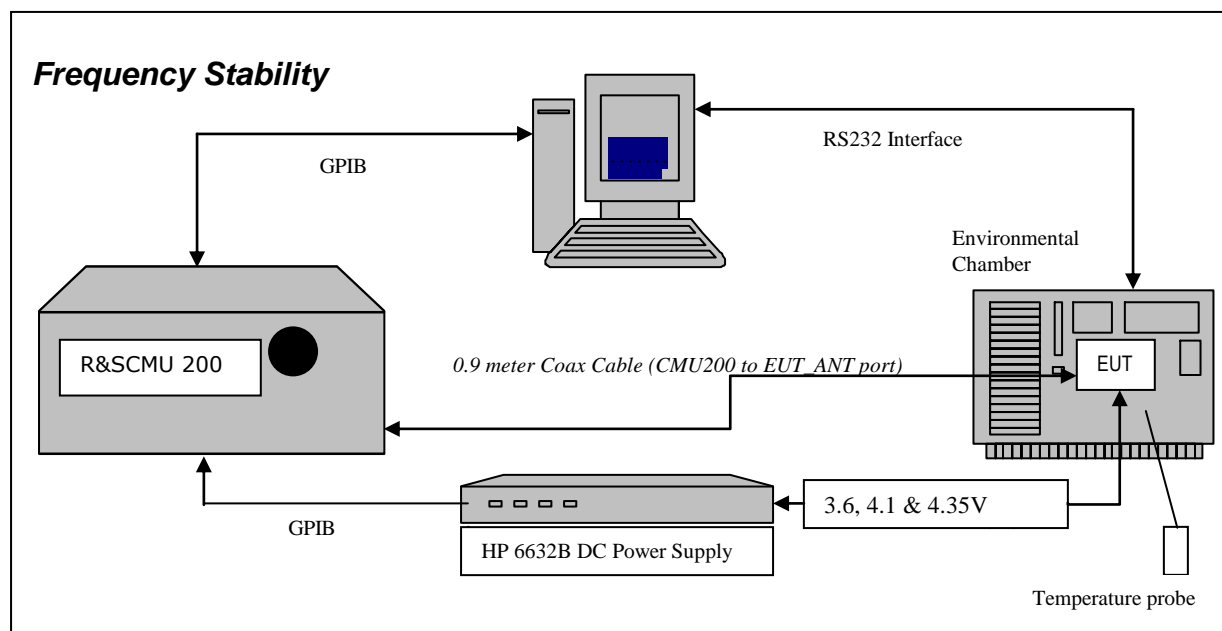 Frequency Stability
GPIB
RS232 Interface
Environmental
Chamber
R&SCMU 200
0.9 meter Coax Cable (CMU200 to EUT_ANT port)
EUT
GPIB
3.6, 4.1 & 4.35V
HP 6632B DC Power Supply
Temperature probe